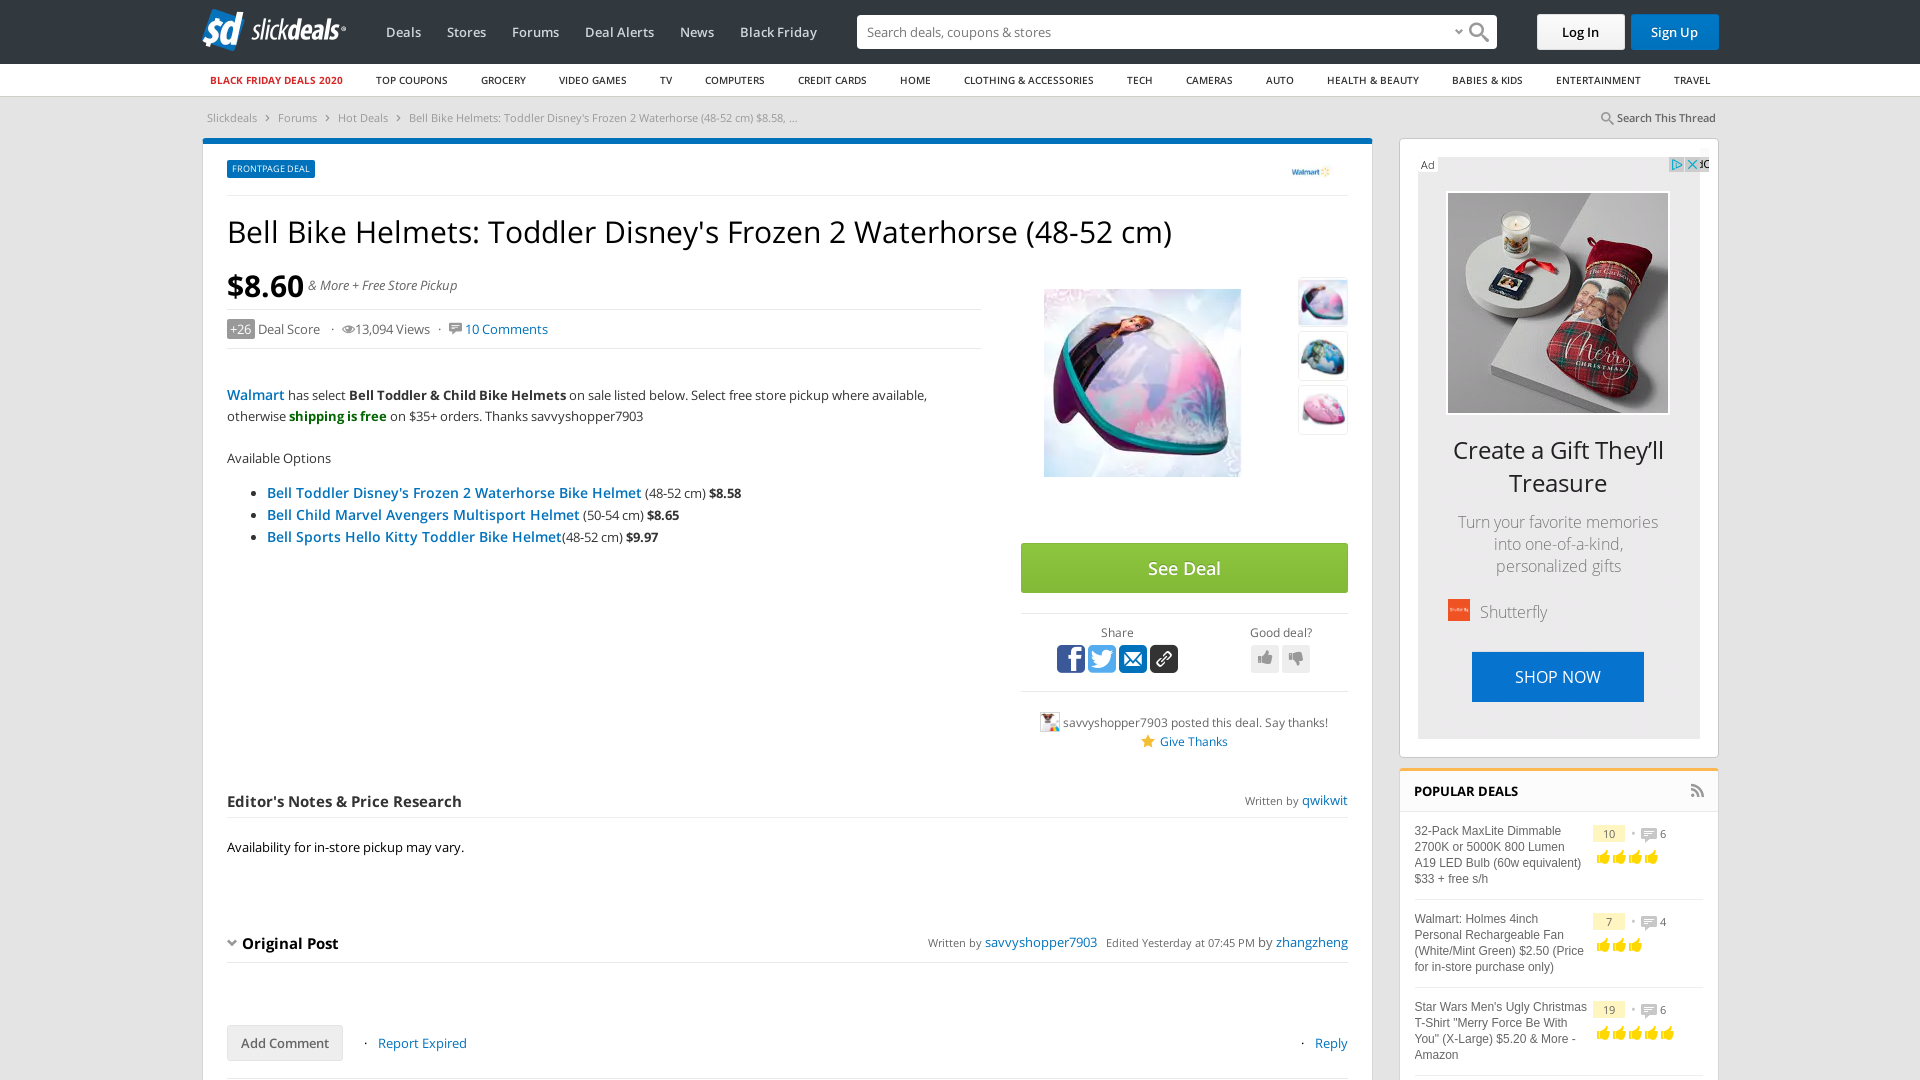 slickdeals
Deals
Stores
Forums
Deal Alerts
News
Black Friday
Search deals, coupons & stores
Log In
Sign Up
BLACK FRIDAY DEALS 2020
TOP COUPONS
GROCERY
VIDEO GAMES
TV
COMPUTERS
CREDIT CARDS
HOME
CLOTHING & ACCESSORIES
TECH
CAMERAS
AUTO
HEALTH & BEAUTY
BABIES & KIDS
ENTERTAINMENT
TRAVEL
Slickdeals › Forums › Hot Deals › Bell Bike Helmets: Toddler Disney's Frozen 2 Waterhorse (48-52 cm) $8.58, ...
Search This Thread
FRONTPAGE DEAL
Walmart
Bell Bike Helmets: Toddler Disney's Frozen 2 Waterhorse (48-52 cm)
$8.60 & More + Free Store Pickup
+26 Deal Score · 13,094 Views · 10 Comments
Walmart has select Bell Toddler & Child Bike Helmets on sale listed below. Select free store pickup where available,
otherwise shipping is free on $35+ orders. Thanks savvyshopper7903
Available Options
• Bell Toddler Disney's Frozen 2 Waterhorse Bike Helmet (48-52 cm) $8.58
• Bell Child Marvel Avengers Multisport Helmet (50-54 cm) $8.65
• Bell Sports Hello Kitty Toddler Bike Helmet(48-52 cm) $9.97
See Deal
Share
Good deal?
savvyshopper7903 posted this deal. Say thanks!
Give Thanks
Editor's Notes & Price Research
Written by qwikwit
Availability for in-store pickup may vary.
Original Post
Written by savvyshopper7903 Edited Yesterday at 07:45 PM by zhangzheng
Add Comment
· Report Expired
· Reply
Ad
Merry
CHRISTMAS
Create a Gift They’ll
Treasure
Turn your favorite memories
into one-of-a-kind,
personalized gifts
Shutterfly
SHOP NOW
POPULAR DEALS
32-Pack MaxLite Dimmable
2700K or 5000K 800 Lumen
A19 LED Bulb (60w equivalent)
$33 + free s/h
10 • 6
Walmart: Holmes 4inch
Personal Rechargeable Fan
(White/Mint Green) $2.50 (Price
for in-store purchase only)
7 • 4
Star Wars Men's Ugly Christmas
T-Shirt "Merry Force Be With
You" (X-Large) $5.20 & More -
Amazon
19 • 6